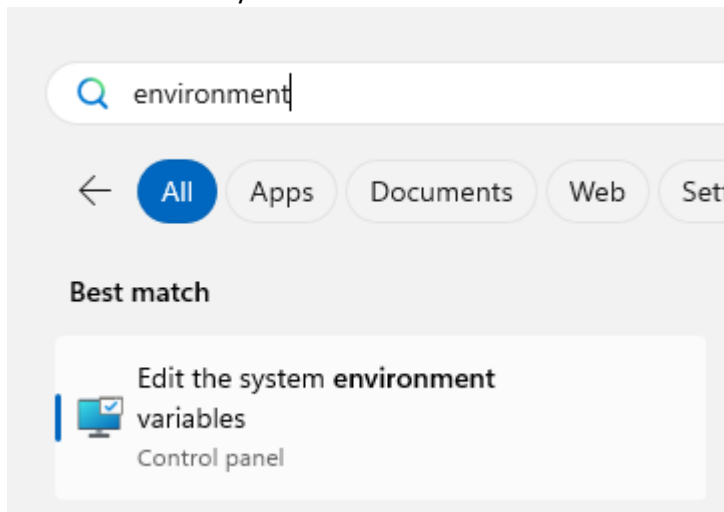 environment
All Apps Documents Web
Best match
Edit the system environment
variables
Control panel